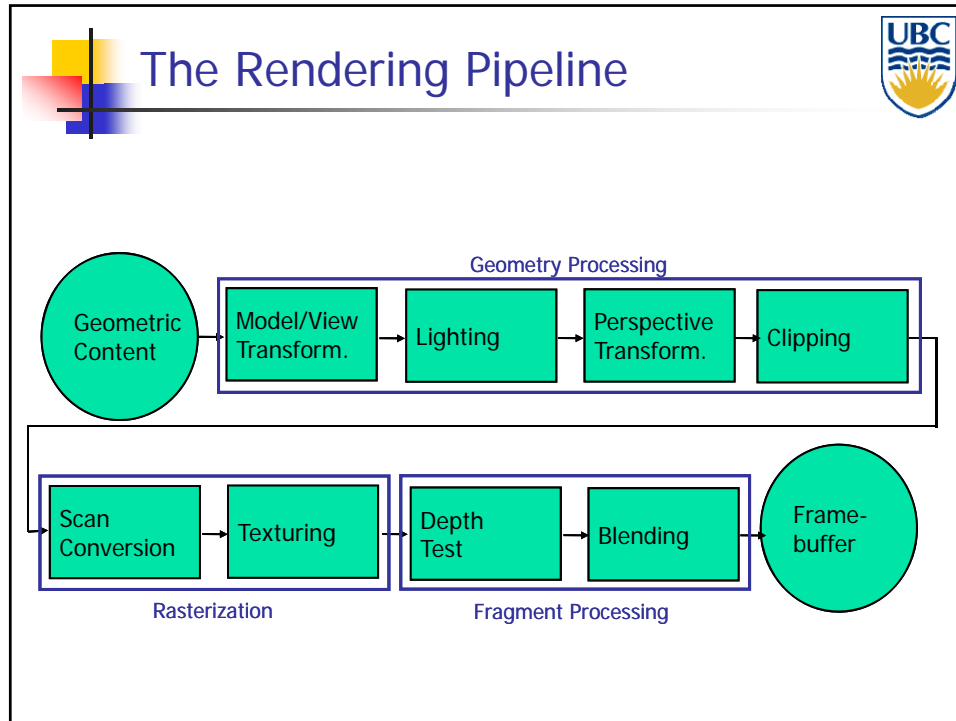 The Rendering Pipeline
UBC
Geometry Processing
Geometric
Content
Model/View
Transform.
Lighting
Perspective
Transform.
Clipping
Scan
Conversion
Texturing
Depth
Test
Blending
Frame-
buffer
Rasterization
Fragment Processing